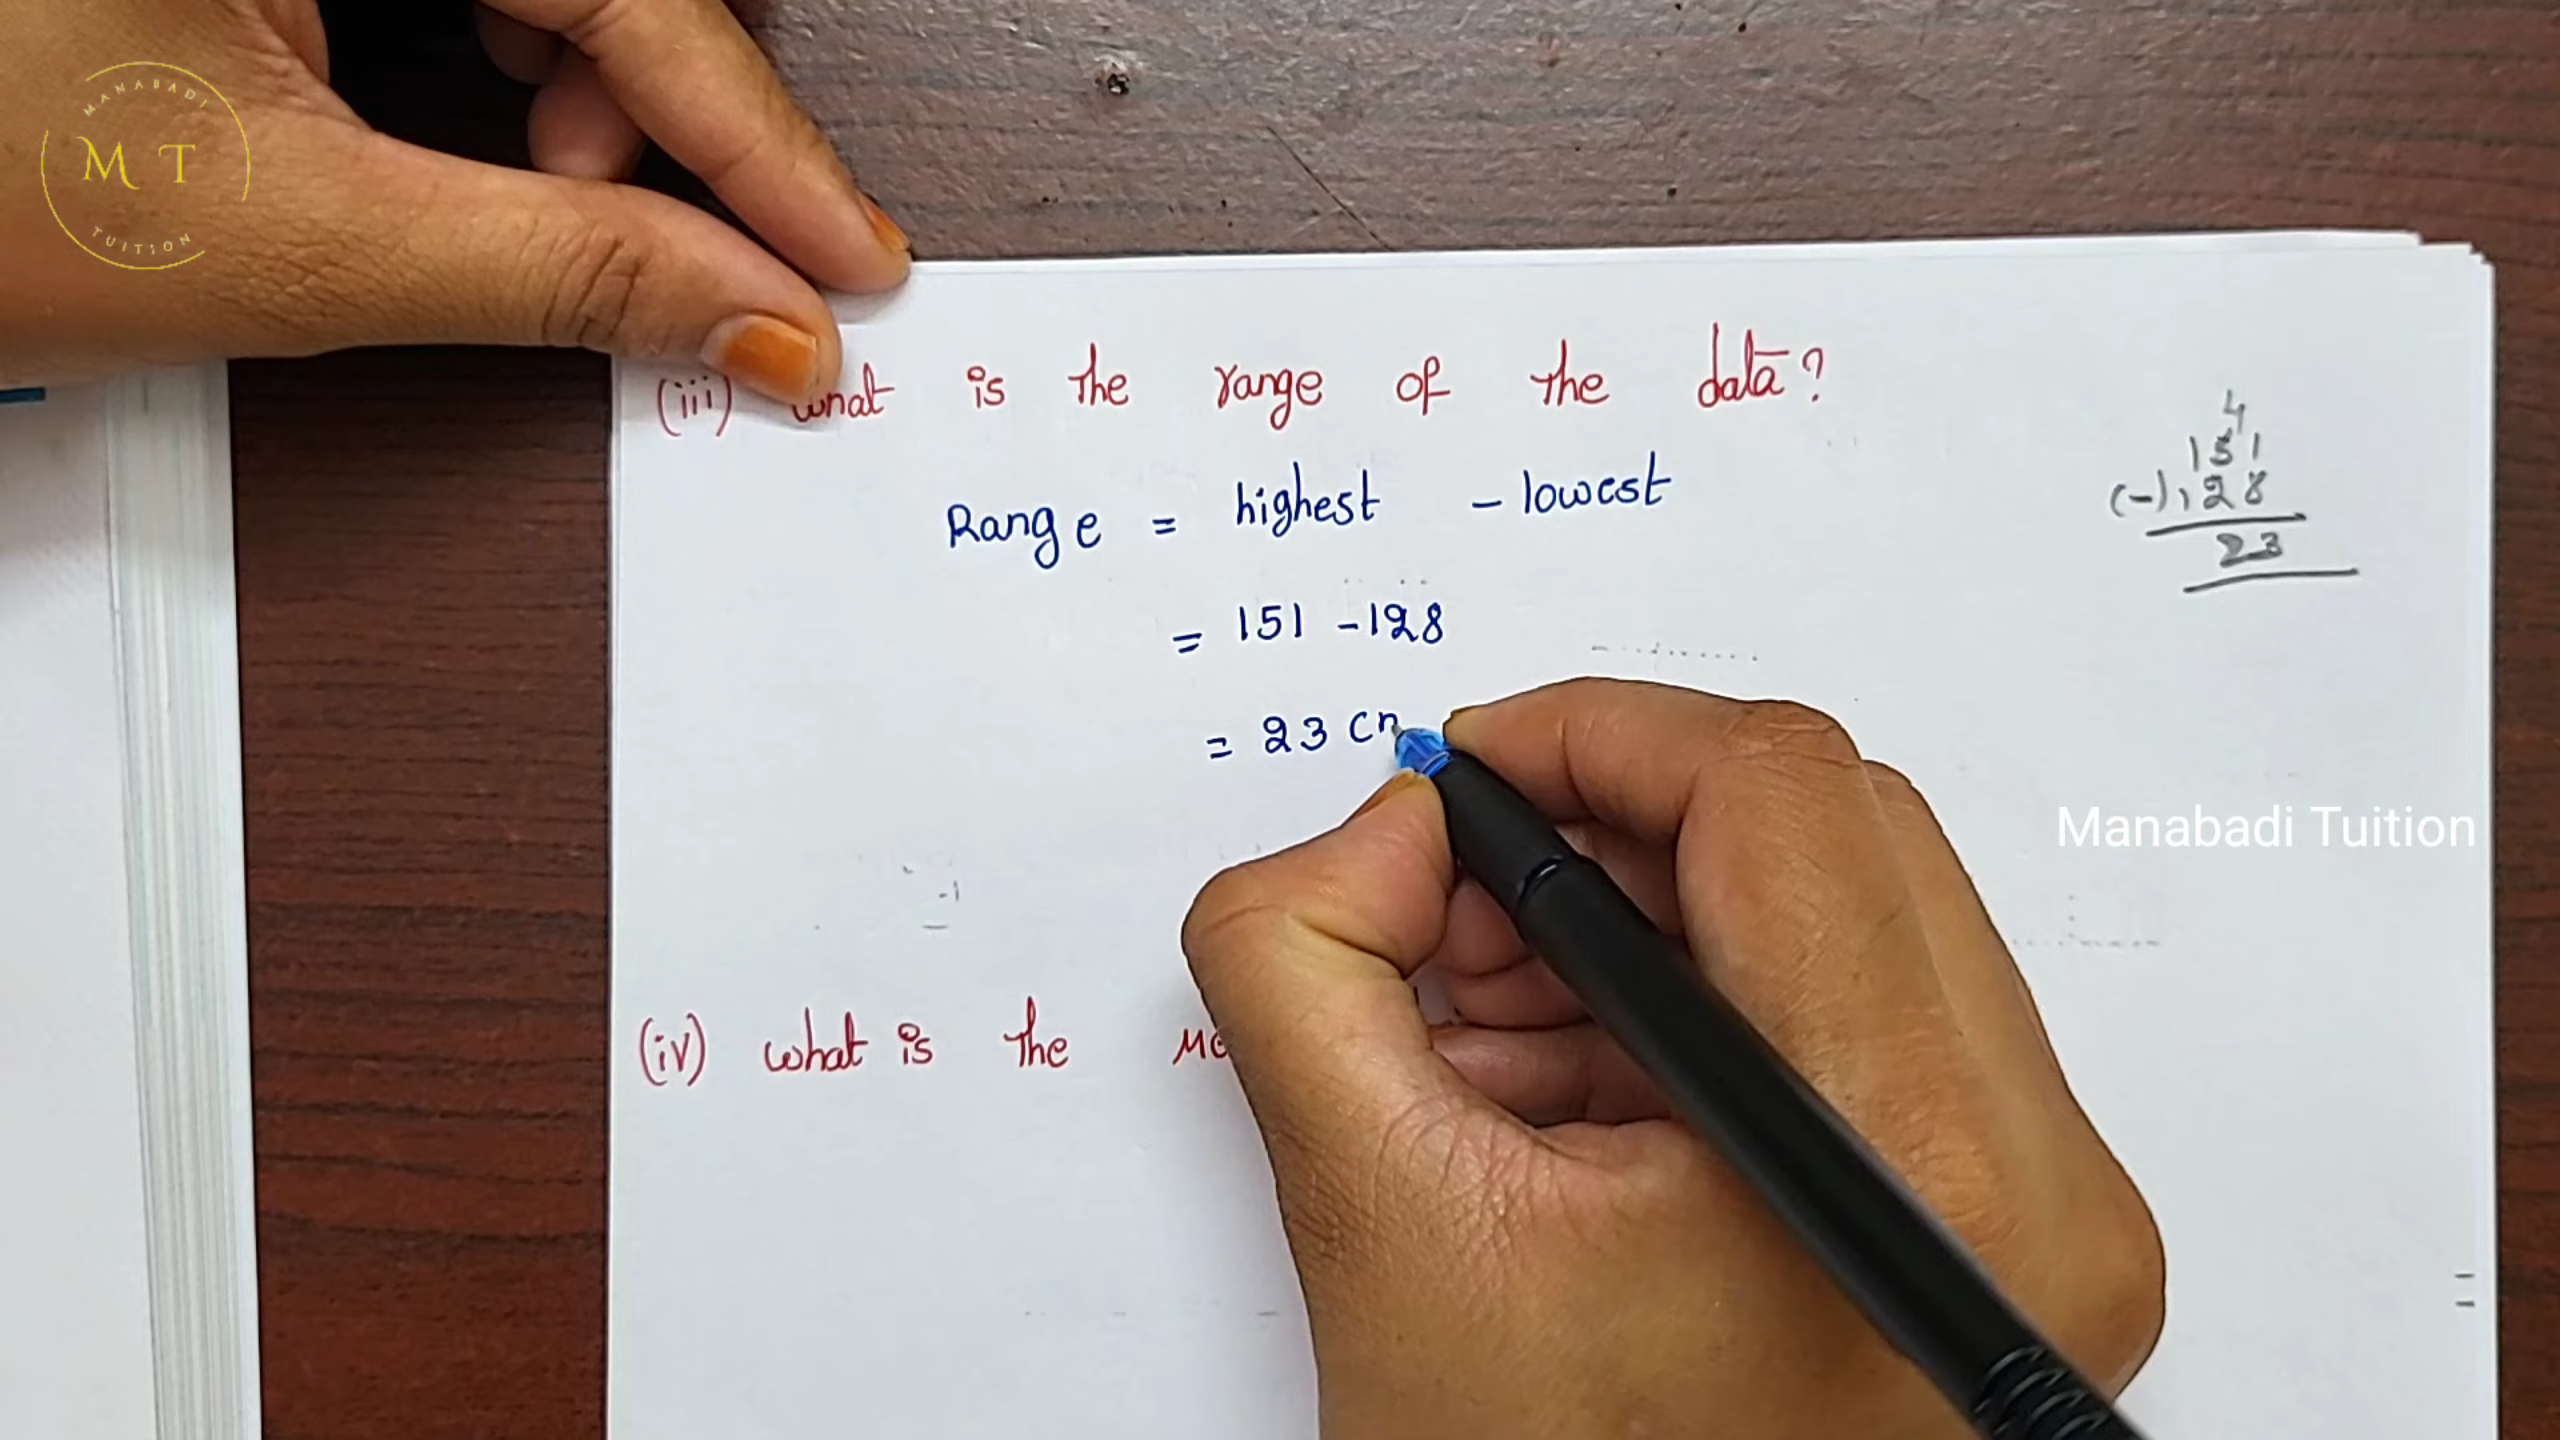 MANABADI
M T
TUITION
(iii) what is the range of the data?
Range = highest - lowest
= 151 - 128
= 23 cm
4
151
(-) 128
23
Manabadi Tuition
(iv) what is the